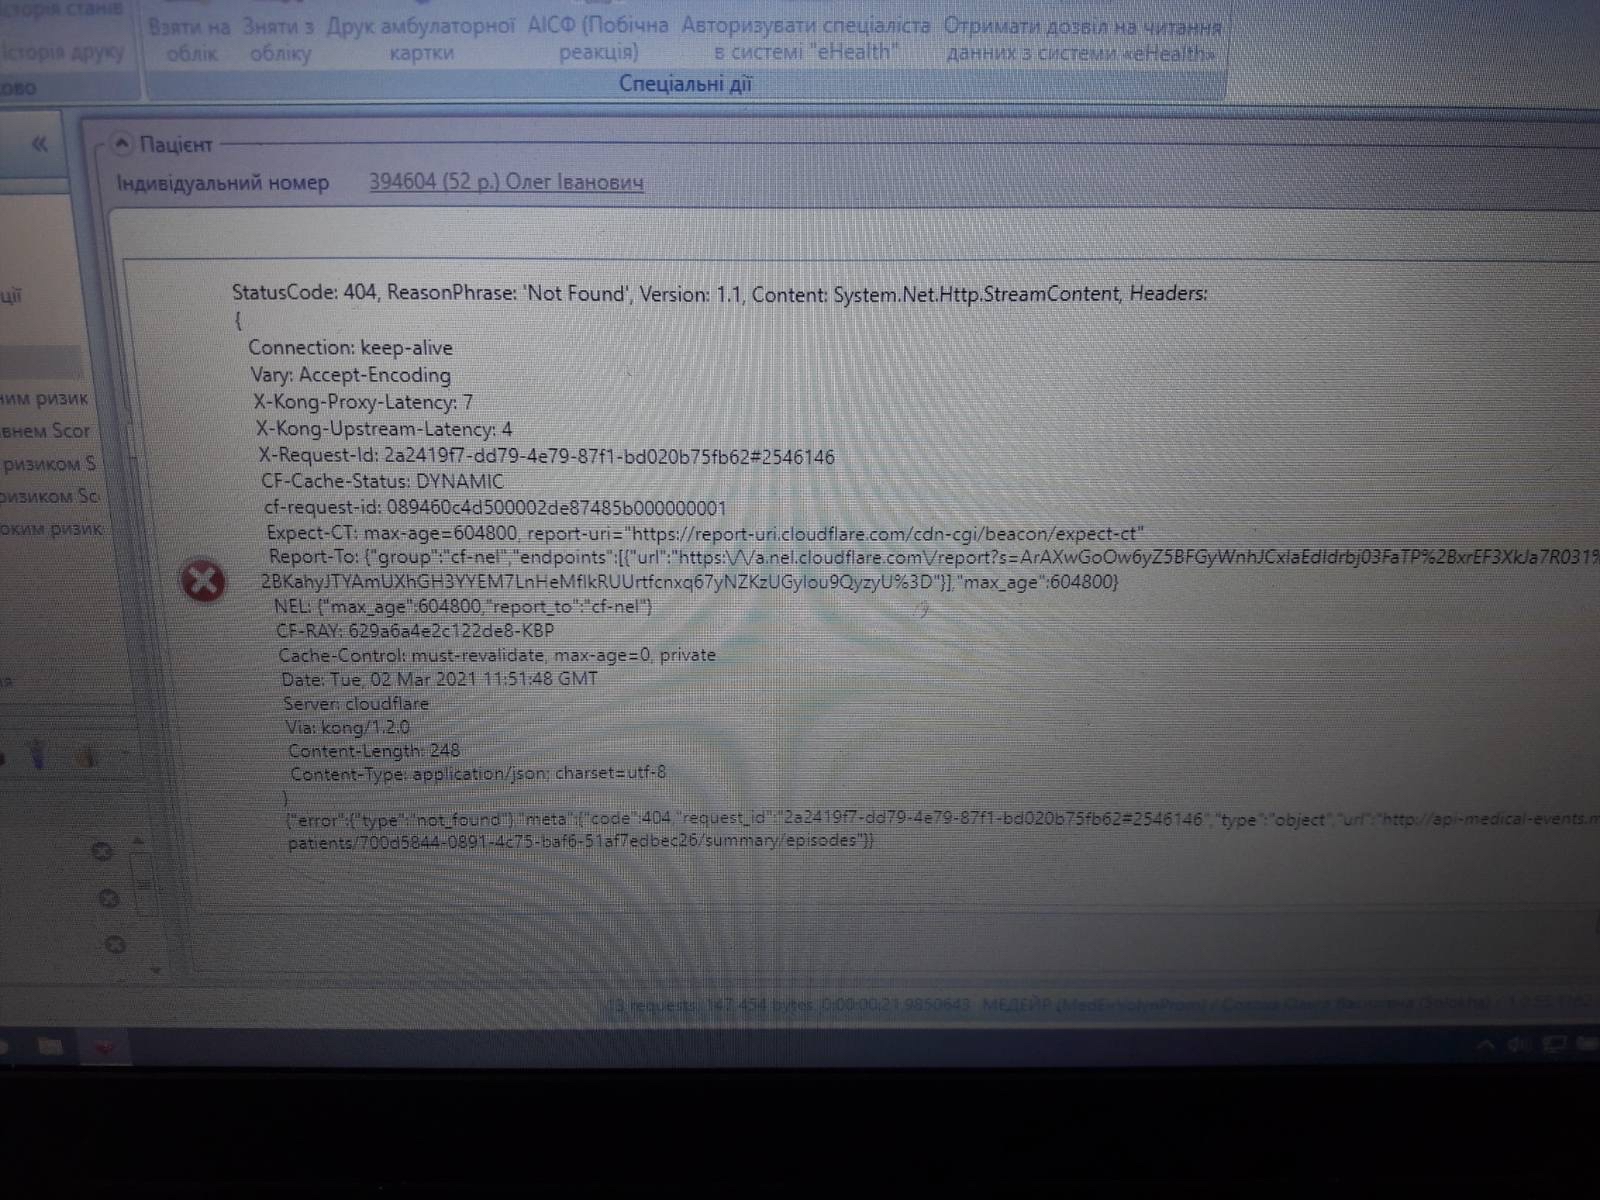 історія станів
Взяти на Зняти з Друк амбулаторної АІСФ (Побічна Авторизувати спеціаліста Отримати дозвіл на читання
історія друку облік обліку картки реакція) в системі "eHealth" данних з системи «eHealth»
Спеціальні дії
«
Пацієнт
Індивідуальний номер 394604 (52 р.) Олег Іванович
StatusCode: 404, ReasonPhrase: 'Not Found', Version: 1.1, Content: System.Net.Http.StreamContent, Headers:
{
Connection: keep-alive
Vary: Accept-Encoding
X-Kong-Proxy-Latency: 7
X-Kong-Upstream-Latency: 4
X-Request-Id: 2a2419f7-dd79-4e79-87f1-bd020b75fb62#2546146
CF-Cache-Status: DYNAMIC
cf-request-id: 089460c4d500002de87485b000000001
Expect-CT: max-age=604800, report-uri="https://report-uri.cloudflare.com/cdn-cgi/beacon/expect-ct"
Report-To: {"group":"cf-nel","endpoints":[{"url":"https:\/\/a.nel.cloudflare.com\/report?s=ArAXwGoOw6yZ5BFGyWnhJCxlaEdIdrbj03FaTP%2BxrEF3XkJa7R031%
2BKahyJTYAmUXhGH3YYEM7LnHeMflkRUUrtfcnxq67yNZKzUGylou9QyzyU%3D"}],"max_age":604800}
NEL: {"max_age":604800,"report_to":"cf-nel"}
CF-RAY: 629a6a4e2c122de8-KBP
Cache-Control: must-revalidate, max-age=0, private
Date: Tue, 02 Mar 2021 11:51:48 GMT
Server: cloudflare
Via: kong/1.2.0
Content-Length: 248
Content-Type: application/json; charset=utf-8
}
{"error":{"type":"not_found"},"meta":{"code":404,"request_id":"2a2419f7-dd79-4e79-87f1-bd020b75fb62#2546146","type":"object","url":"http://api-medical-events.m
patients/700d5844-0891-4c75-baf6-51af7edbec26/summary/episodes"}}
ції
ним ризик
внем Scor
ризиком S
ризиком Sc
оким ризик
13 requests 147 454 bytes 0:00:00:21.9850643 МЕДЕЙР